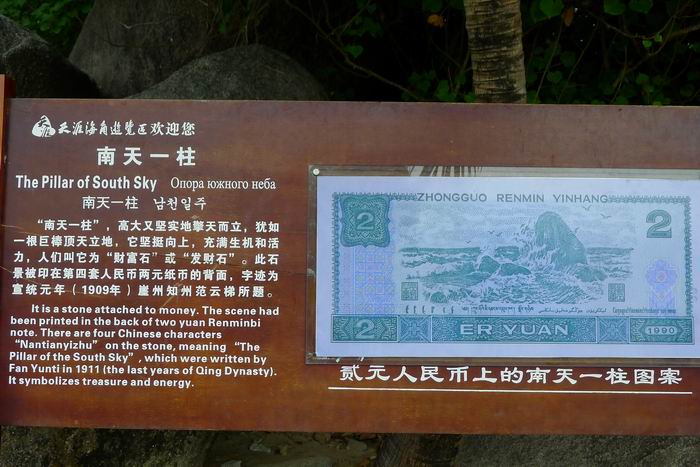 天涯海角游览区欢迎您
南天一柱
The Pillar of South Sky Опора южного неба
南天一柱 남천일주
“南天一柱”，高大又坚实地擎天而立，犹如
一根巨棒顶天立地，它坚挺向上，充满生机和活
力，人们叫它为“财富石”或“发财石”。此石
景被印在第四套人民币两元纸币的背面，字迹为
宣统元年（1909年）崖州知州范云梯所题。
It is a stone attached to money. The scene had
been printed in the back of two yuan Renminbi
note. There are four Chinese characters
“Nantianyizhu” on the stone, meaning “The
Pillar of the South Sky”, which were written by
Fan Yunti in 1911 (the last years of Qing Dynasty).
It symbolizes treasure and energy.
ZHONGGUO RENMIN YINHANG
2
2
2
ER YUAN
1990
贰元人民币上的南天一柱图案